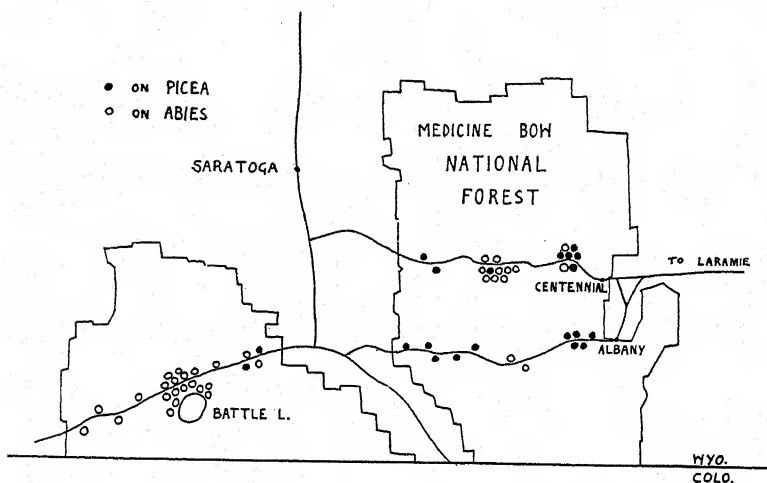 ● ON PICEA
○ ON ABIES
MEDICINE BOW
NATIONAL
FOREST
SARATOGA
TO LARAMIE
CENTENNIAL
ALBANY
BATTLE L.
WYO.
COLO.